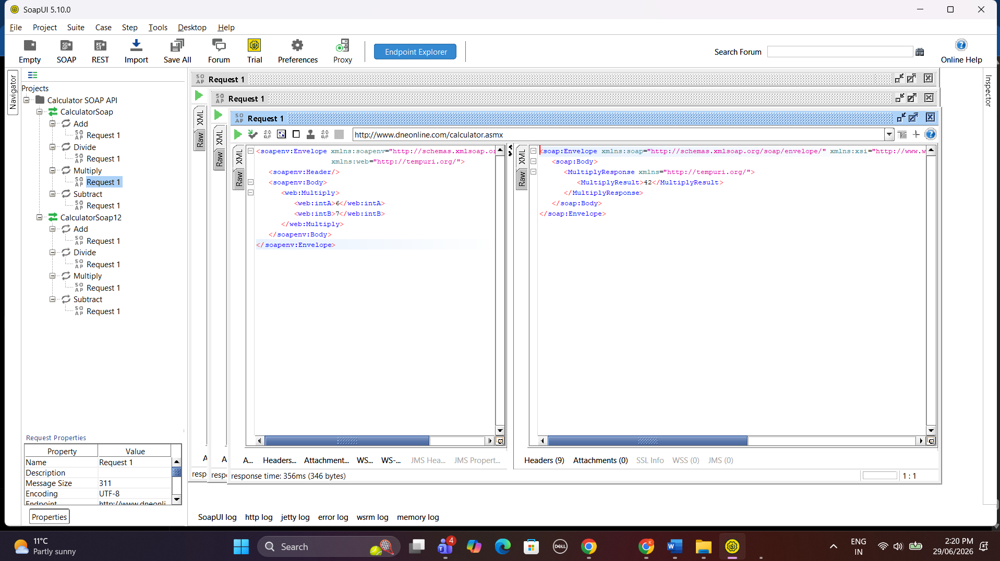 SoapUI 5.10.0
File Project Suite Case Step Tools Desktop Help
Empty SOAP REST Import Save All Forum Trial Preferences Proxy
Endpoint Explorer
Search Forum
Online Help
Navigator
Projects
Calculator SOAP API
CalculatorSoap
Add
Request 1
Divide
Request 1
Multiply
Request 1
Subtract
Request 1
CalculatorSoap12
Add
Request 1
Divide
Request 1
Multiply
Request 1
Subtract
Request 1
Request Properties
Property Value
Name Request 1
Description
Message Size 311
Encoding UTF-8
Endpoint http://www.dneonli
Properties
Request 1
XML
Raw
Request 1
XML
Raw
Request 1
http://www.dneonline.com/calculator.asmx
XML
Raw
<soapenv:Envelope xmlns:soapenv="http://schemas.xmlsoap.or
xmlns:web="http://tempuri.org/">
<soapenv:Header/>
<soapenv:Body>
<web:Multiply>
<web:intA>6</web:intA>
<web:intB>7</web:intB>
</web:Multiply>
</soapenv:Body>
</soapenv:Envelope>
XML
Raw
<soap:Envelope xmlns:soap="http://schemas.xmlsoap.org/soap/envelope/" xmlns:xsi="http://www.w
<soap:Body>
<MultiplyResponse xmlns="http://tempuri.org/">
<MultiplyResult>42</MultiplyResult>
</MultiplyResponse>
</soap:Body>
</soap:Envelope>
A
A
A... Headers... Attachment... WS... WS-... JMS Hea... JMS Propert...
Headers (9) Attachments (0) SSL Info WSS (0) JMS (0)
resp
resp
response time: 356ms (346 bytes)
1 : 1
Inspector
SoapUI log http log jetty log error log wsrm log memory log
11°C
Partly sunny
Search
4
DELL
ENG
IN
2:20 PM
29/06/2026